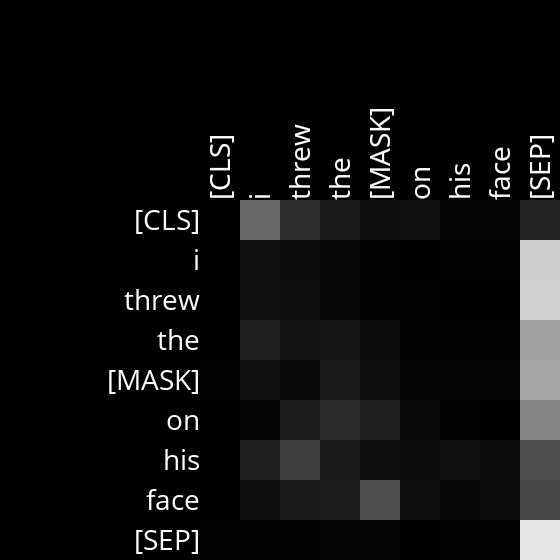 [CLS] i threw the [MASK] on his face [SEP]
[CLS]
i
threw
the
[MASK]
on
his
face
[SEP]